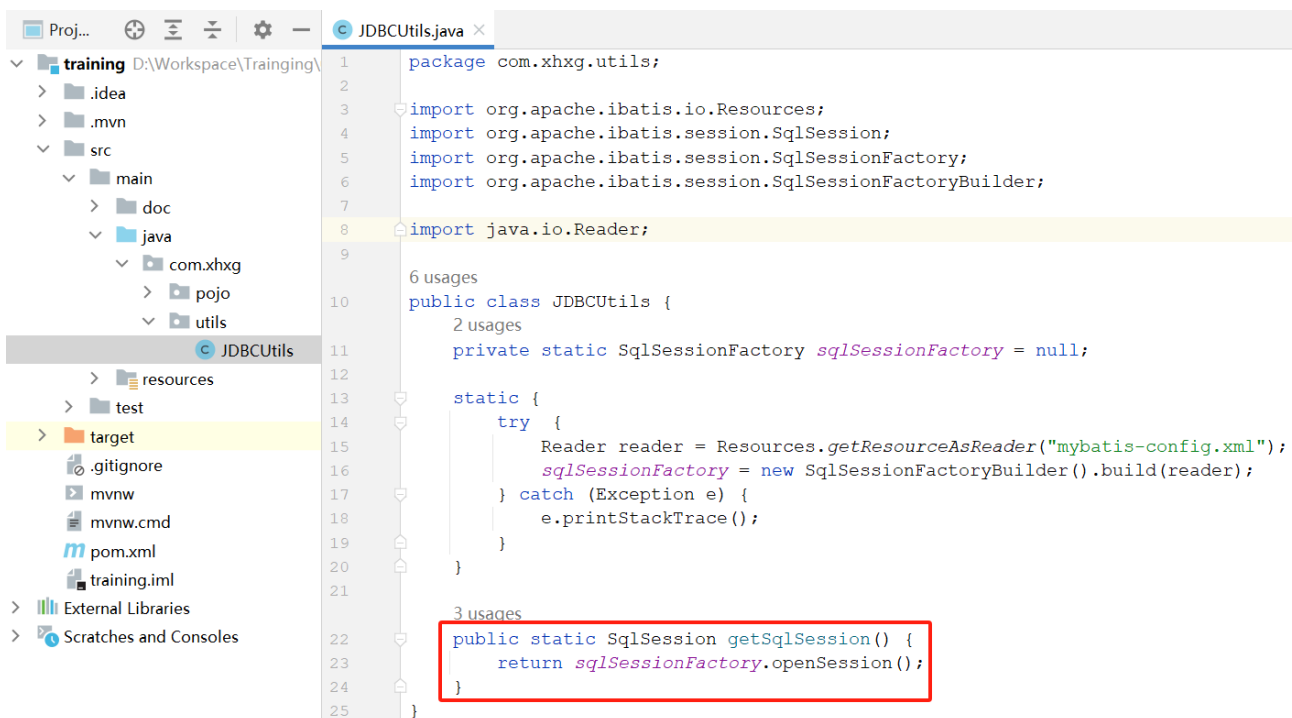 Proj...
training D:\Workspace\Trainging\
.idea
.mvn
src
main
doc
java
com.xhxg
pojo
utils
JDBCUtils
resources
test
target
.gitignore
mvnw
mvnw.cmd
pom.xml
training.iml
External Libraries
Scratches and Consoles
JDBCUtils.java
1 package com.xhxg.utils;
2
3 import org.apache.ibatis.io.Resources;
4 import org.apache.ibatis.session.SqlSession;
5 import org.apache.ibatis.session.SqlSessionFactory;
6 import org.apache.ibatis.session.SqlSessionFactoryBuilder;
7
8 import java.io.Reader;
9
6 usages
10 public class JDBCUtils {
2 usages
11 private static SqlSessionFactory sqlSessionFactory = null;
12
13 static {
14 try {
15 Reader reader = Resources.getResourceAsReader("mybatis-config.xml");
16 sqlSessionFactory = new SqlSessionFactoryBuilder().build(reader);
17 } catch (Exception e) {
18 e.printStackTrace();
19 }
20 }
21
3 usages
22 public static SqlSession getSqlSession() {
23 return sqlSessionFactory.openSession();
24 }
25 }